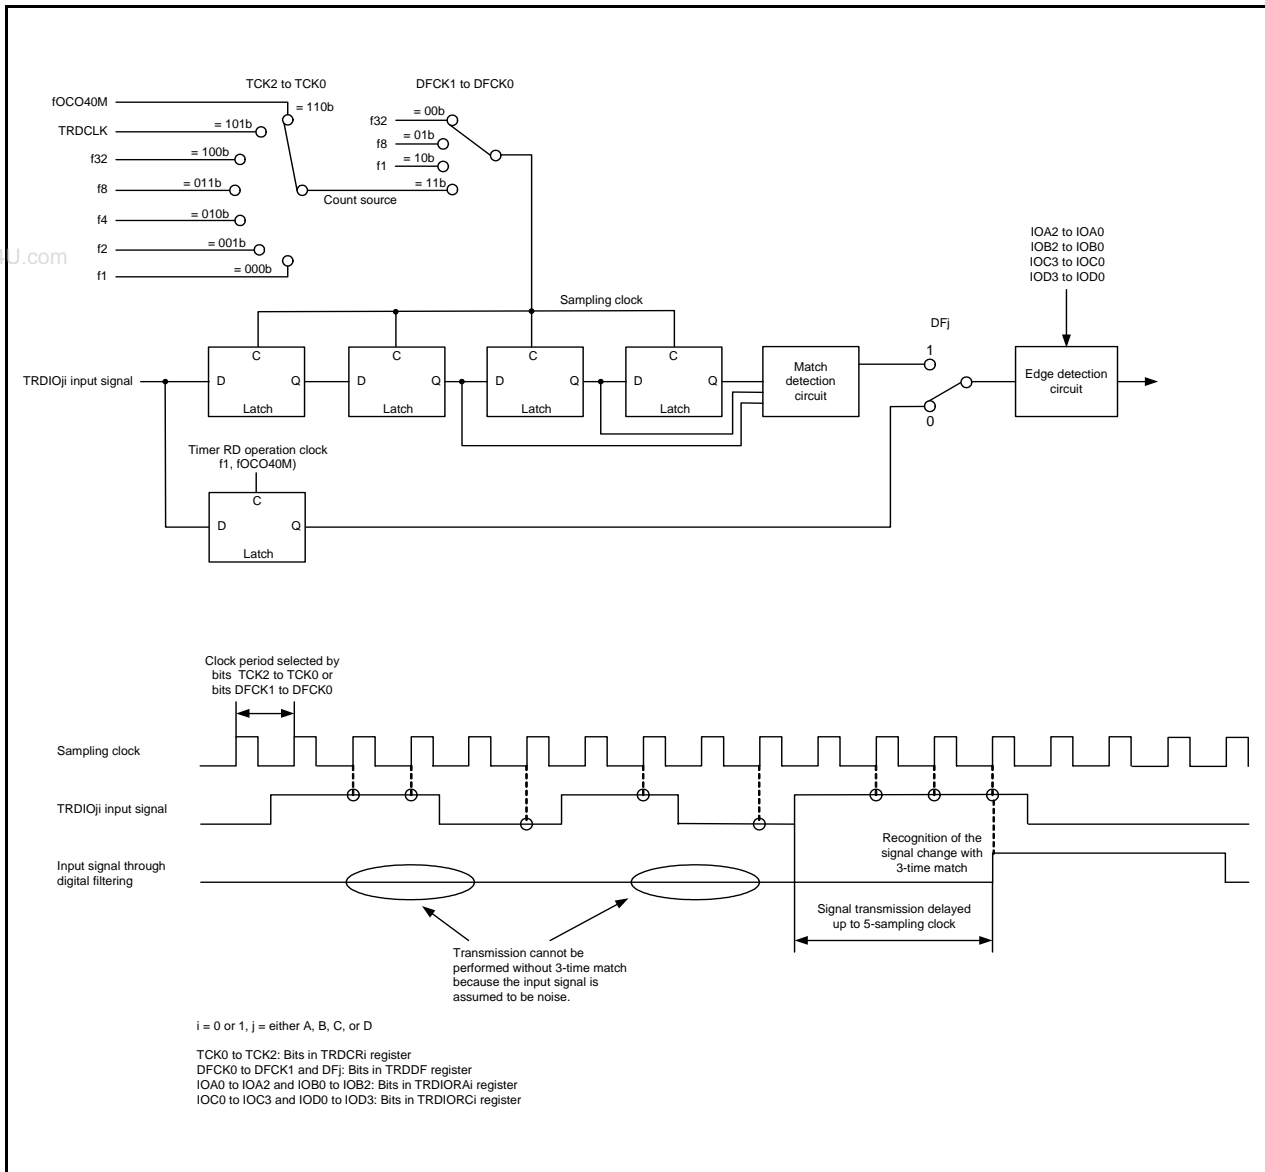 TCK2 to TCK0
DFCK1 to DFCK0
fOCO40M
= 110b
TRDCLK
= 101b
f32
= 100b
f8
= 011b
f4
= 010b
f2
= 001b
f1
= 000b
Count source
f32
= 00b
f8
= 01b
f1
= 10b
= 11b
4U.com
IOA2 to IOA0
IOB2 to IOB0
IOC3 to IOC0
IOD3 to IOD0
Sampling clock
DFj
1
0
TRDIOji input signal
C
D
Q
Latch
C
D
Q
Latch
C
D
Q
Latch
C
D
Q
Latch
Match
detection
circuit
Edge detection
circuit
Timer RD operation clock
f1, fOCO40M)
C
D
Q
Latch
Clock period selected by
bits TCK2 to TCK0 or
bits DFCK1 to DFCK0
Sampling clock
TRDIOji input signal
Input signal through
digital filtering
Recognition of the
signal change with
3-time match
Signal transmission delayed
up to 5-sampling clock
Transmission cannot be
performed without 3-time match
because the input signal is
assumed to be noise.
i = 0 or 1, j = either A, B, C, or D
TCK0 to TCK2: Bits in TRDCRi register
DFCK0 to DFCK1 and DFj: Bits in TRDDF register
IOA0 to IOA2 and IOB0 to IOB2: Bits in TRDIORAi register
IOC0 to IOC3 and IOD0 to IOD3: Bits in TRDIORCi register